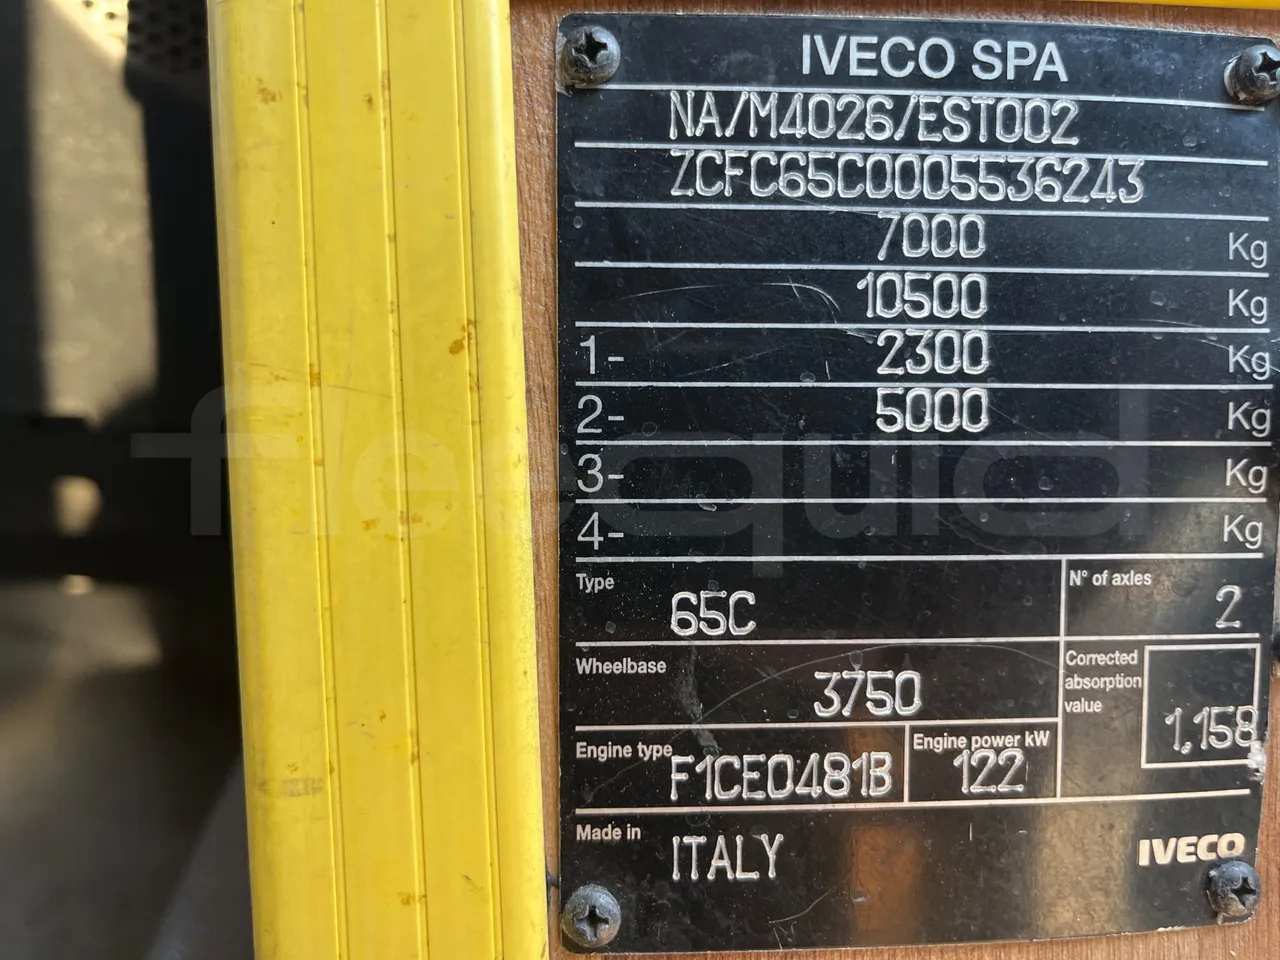 IVECO SPA
NA/M4026/EST002
ZCFC65C0005536243
7000 Kg
10500 Kg
1- 2300 Kg
2- 5000 Kg
3- Kg
4- Kg
Type 65C N° of axles 2
Wheelbase 3750 Corrected absorption value 1,158
Engine type F1CE0481B Engine power kW 122
Made in ITALY IVECO
fleequid